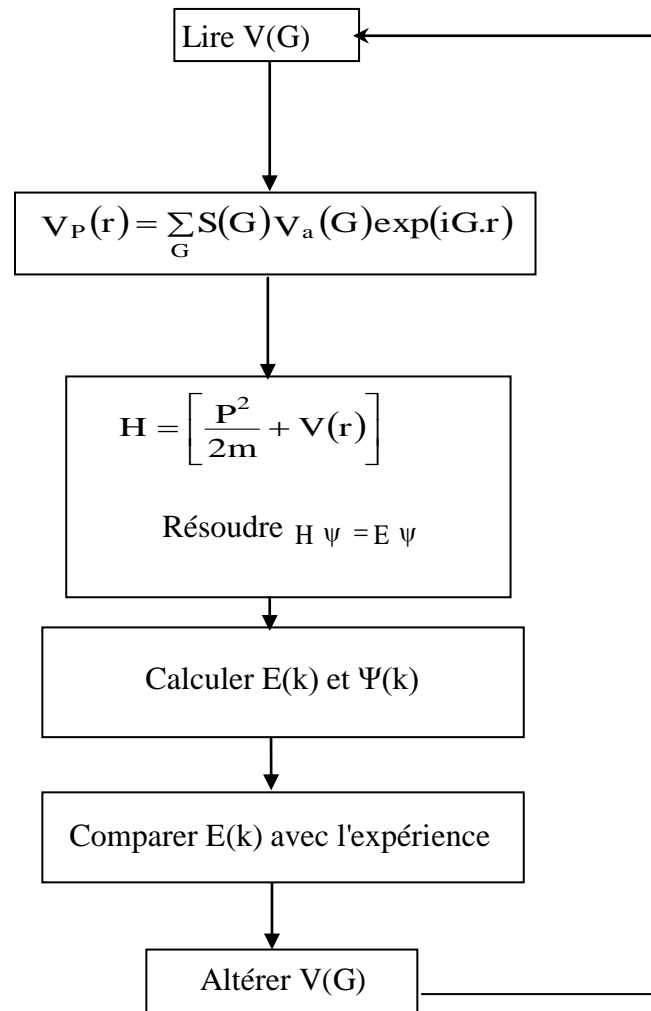 Lire V(G)
V_P(r) = ∑_G S(G)V_a(G)exp(iG.r)
H = [P²/2m + V(r)]
Résoudre H ψ = E ψ
Calculer E(k) et Ψ(k)
Comparer E(k) avec l'expérience
Altérer V(G)